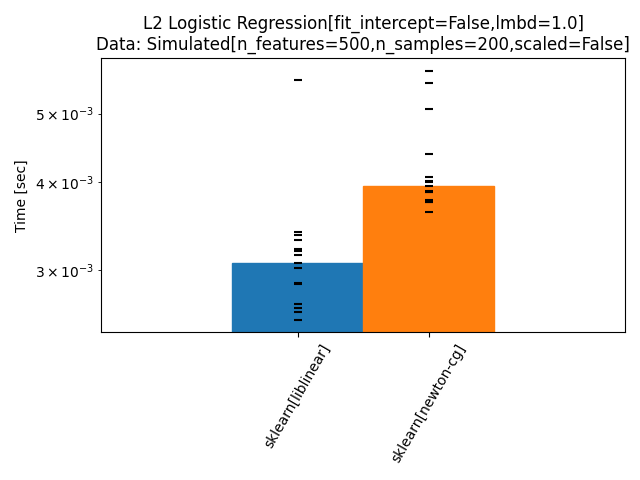 L2 Logistic Regression[fit_intercept=False,lmbd=1.0]
Data: Simulated[n_features=500,n_samples=200,scaled=False]
5 × 10⁻³
4 × 10⁻³
3 × 10⁻³
Time [sec]
sklearn[liblinear]
sklearn[newton-cg]